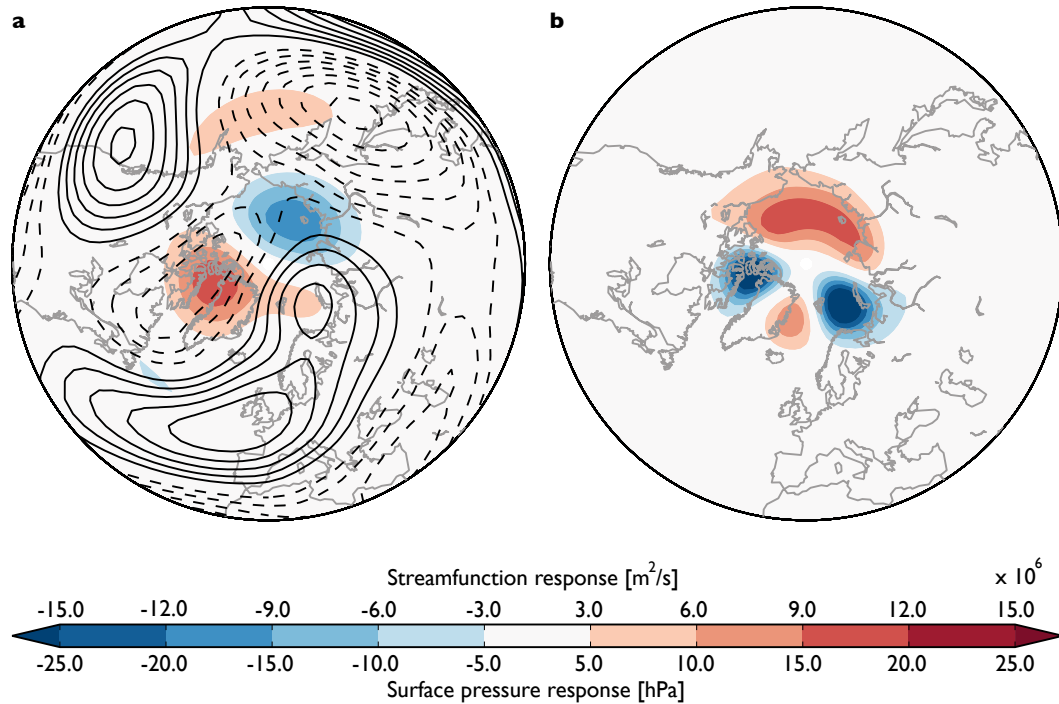 a b
Streamfunction response [m²/s] x 10⁶
-15.0 -12.0 -9.0 -6.0 -3.0 3.0 6.0 9.0 12.0 15.0
-25.0 -20.0 -15.0 -10.0 -5.0 5.0 10.0 15.0 20.0 25.0
Surface pressure response [hPa]